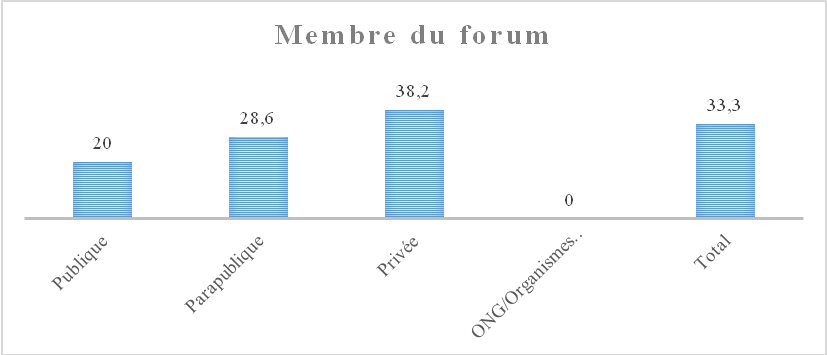 Membre du forum
20
28,6
38,2
0
33,3
Publique
Parapublique
Privée
ONG/Organismes..
Total